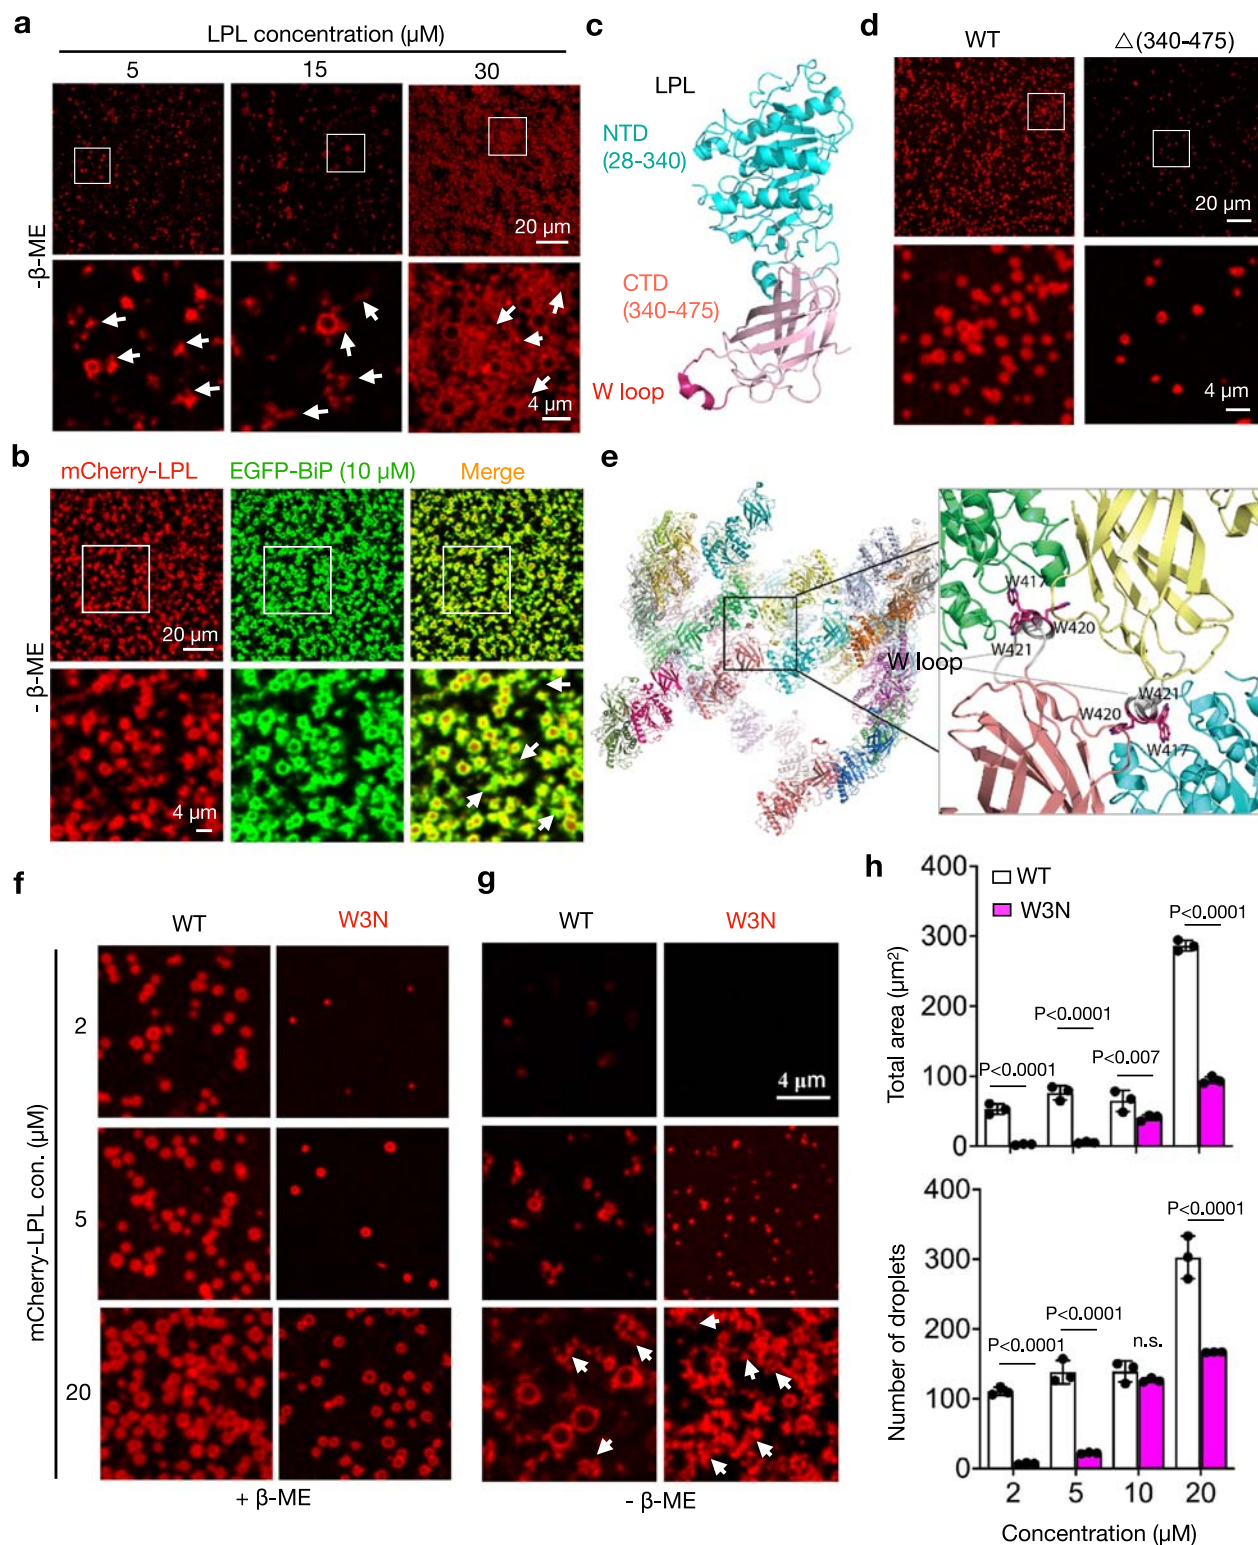 a
LPL concentration (µM)
5 15 30
-β-ME
20 µm
4 µm
b
mCherry-LPL EGFP-BiP (10 µM) Merge
- β-ME
20 µm
4 µm
c
LPL
NTD
(28-340)
CTD
(340-475)
W loop
d
WT △(340-475)
20 µm
4 µm
e
W loop
W417
W420
W421
W421
W420
W417
f
WT W3N
mCherry-LPL con. (µM)
2
5
20
+ β-ME
g
WT W3N
4 µm
- β-ME
h
WT
W3N
Total area (µm²)
400
300
200
100
0
P<0.0001
P<0.0001
P<0.007
P<0.0001
Number of droplets
400
300
200
100
0
P<0.0001
P<0.0001
n.s.
P<0.0001
2 5 10 20
Concentration (µM)